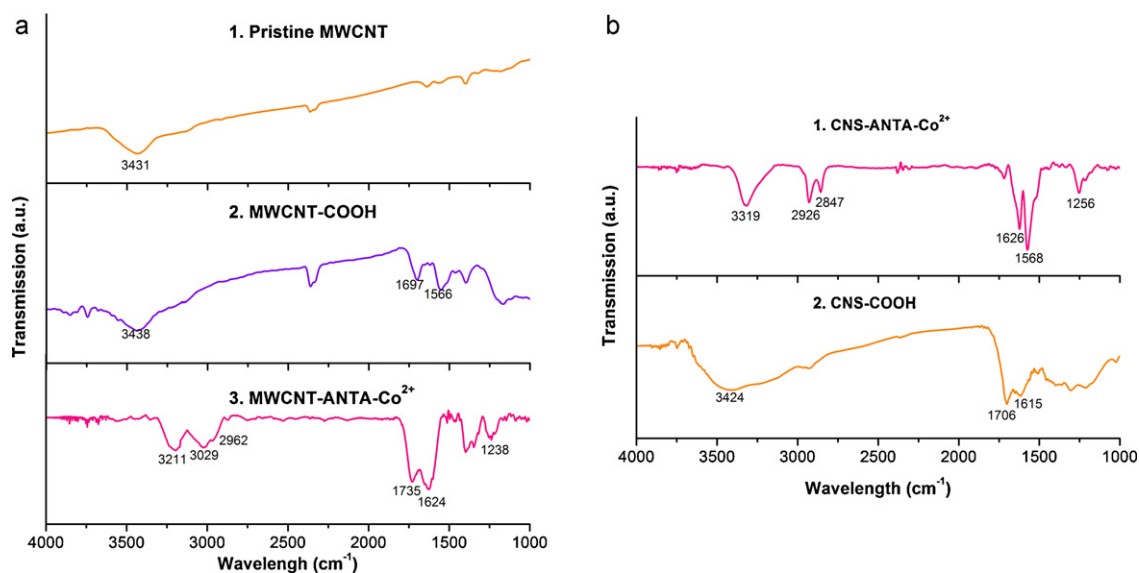 a
1. Pristine MWCNT
3431
2. MWCNT-COOH
3438
1697
1566
3. MWCNT-ANTA-Co²⁺
3211
3029
2962
1735
1624
1238
4000 3500 3000 2500 2000 1500 1000
Wavelengh (cm⁻¹)
Transmission (a.u.)
b
1. CNS-ANTA-Co²⁺
3319
2926
2847
1626
1568
1256
2. CNS-COOH
3424
1706
1615
4000 3500 3000 2500 2000 1500 1000
Wavelength (cm⁻¹)
Transmission (a.u.)